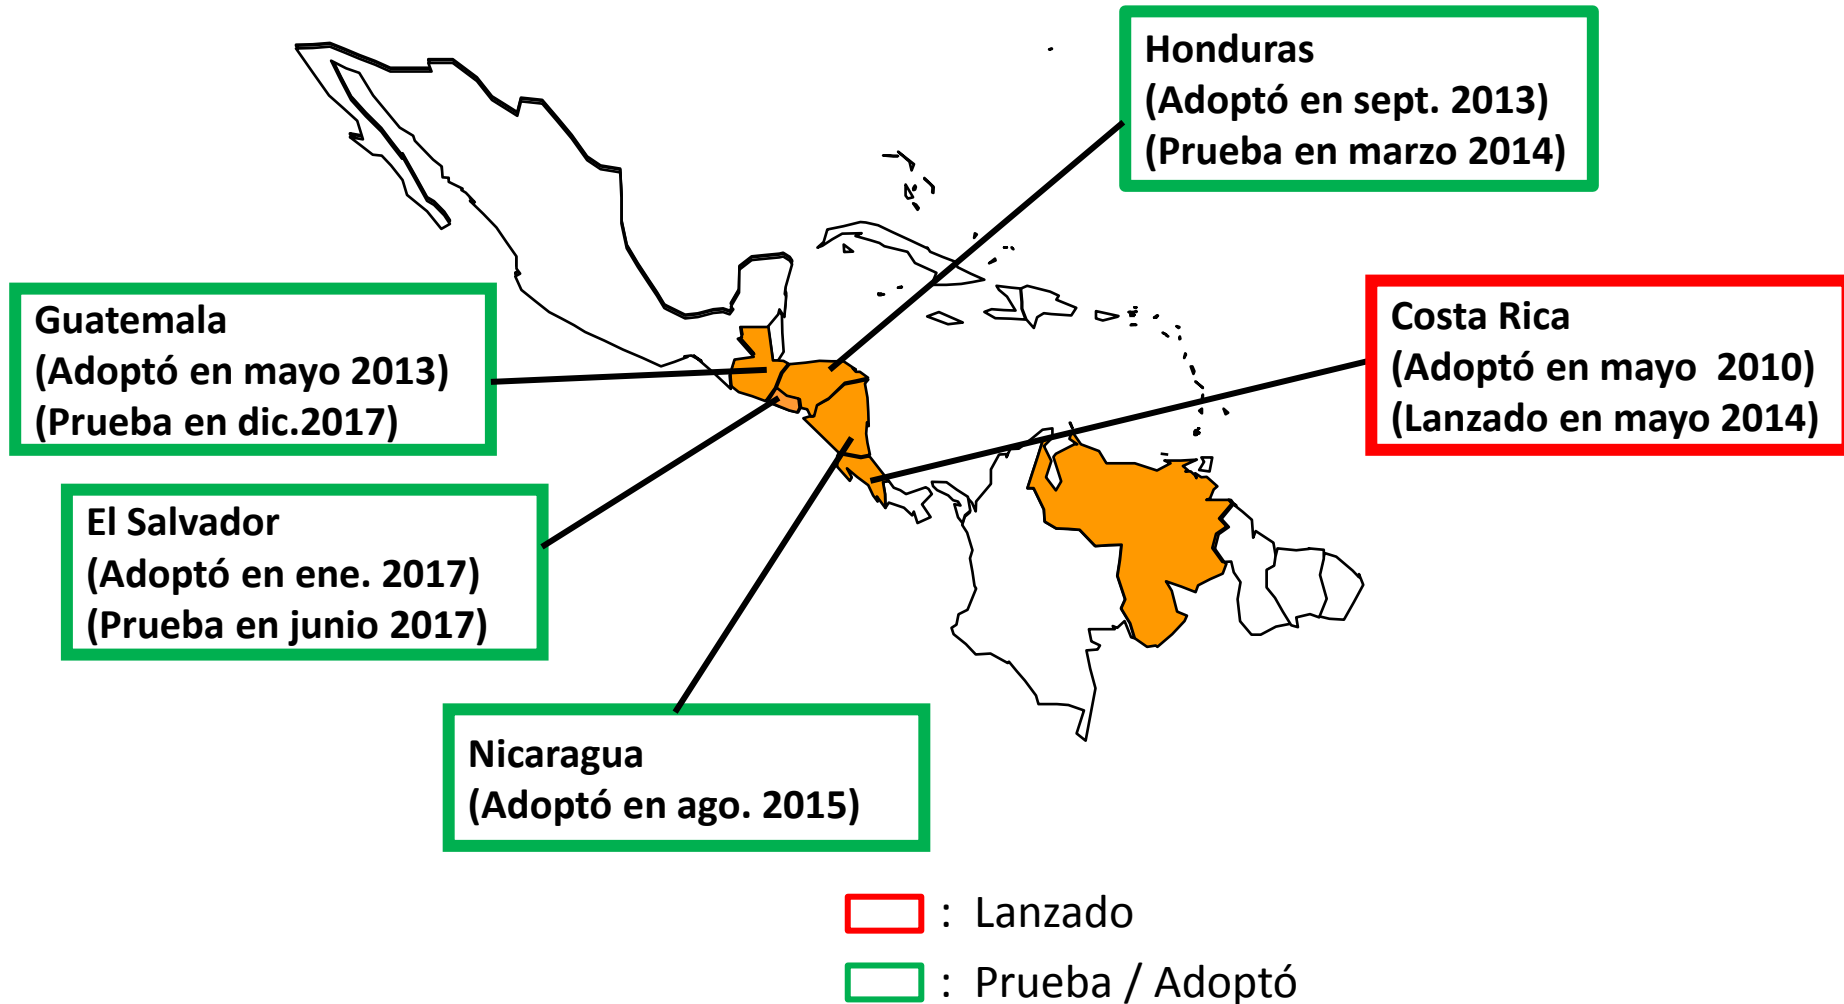 Honduras
(Adoptó en sept. 2013)
(Prueba en marzo 2014)
Guatemala
(Adoptó en mayo 2013)
(Prueba en dic.2017)
Costa Rica
(Adoptó en mayo  2010)
(Lanzado en mayo 2014)
El Salvador
(Adoptó en ene. 2017)
(Prueba en junio 2017)
Nicaragua
(Adoptó en ago. 2015)
: Lanzado
: Prueba / Adoptó